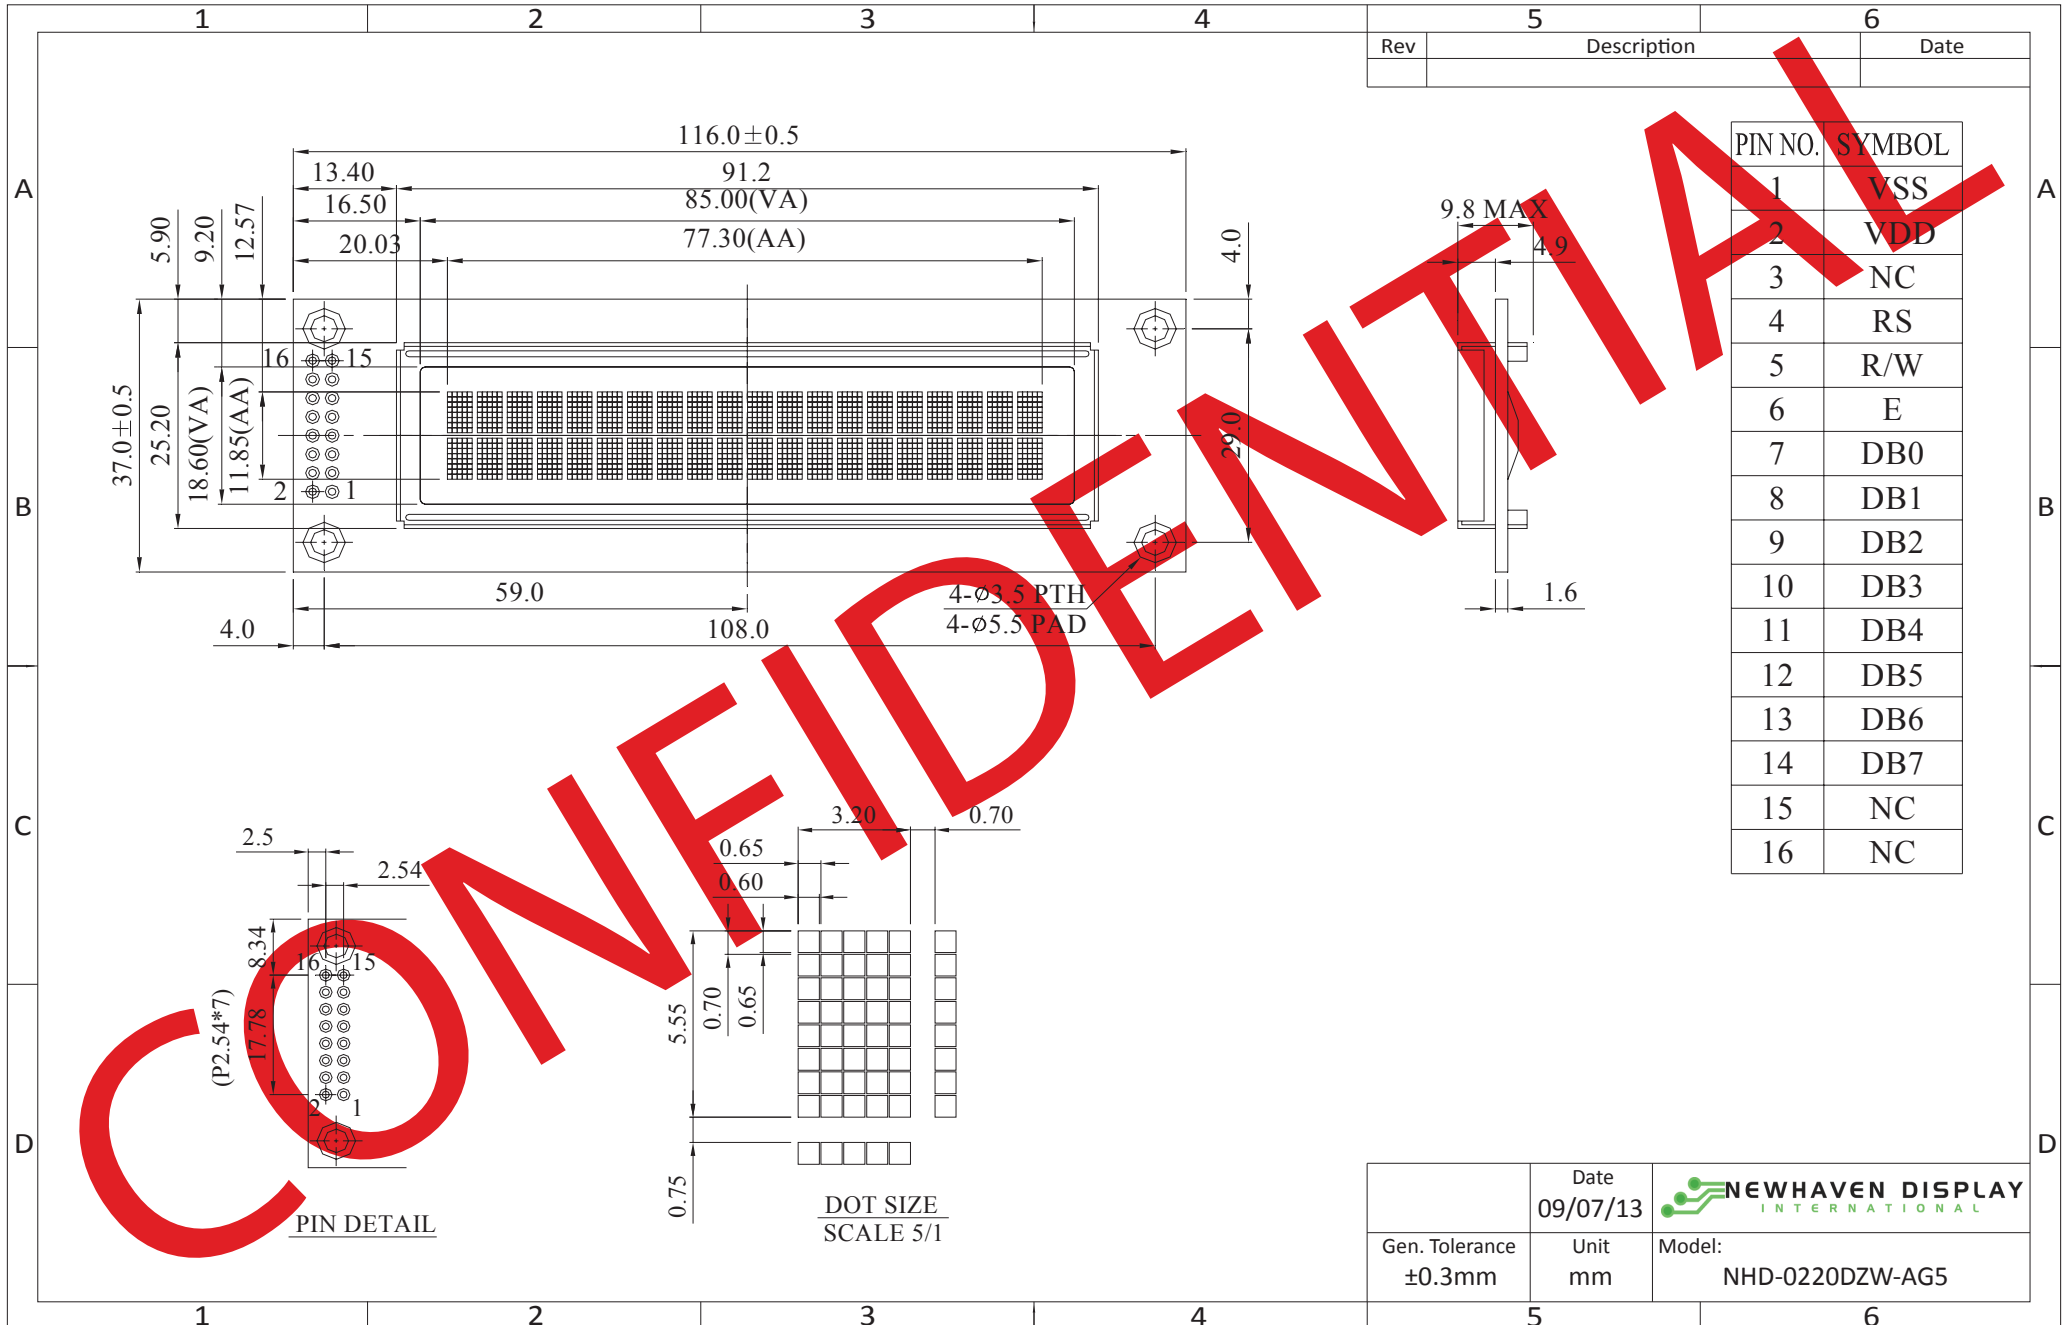 1 2 3 4 5 6
Rev Description Date
A
B
C
D
A
B
C
D
116.0±0.5
13.40 91.2
16.50 85.00(VA)
20.03 77.30(AA)
5.90
9.20
12.57
37.0±0.5
25.20
18.60(VA)
11.85(AA)
16 15
2 1
4.0
29.0
59.0
4.0 108.0
4-Ø3.5 PTH
4-Ø5.5 PAD
9.8 MAX
4.9
1.6
PIN NO. SYMBOL
1 VSS
2 VDD
3 NC
4 RS
5 R/W
6 E
7 DB0
8 DB1
9 DB2
10 DB3
11 DB4
12 DB5
13 DB6
14 DB7
15 NC
16 NC
CONFIDENTIAL
2.5
2.54
8.34
(P2.54*7)
17.78
16 15
2 1
PIN DETAIL
3.20 0.70
0.65
0.60
5.55
0.70
0.65
0.75
DOT SIZE
SCALE 5/1
Date
09/07/13
NEWHAVEN DISPLAY
INTERNATIONAL
Gen. Tolerance
±0.3mm
Unit
mm
Model:
NHD-0220DZW-AG5
1 2 3 4 5 6